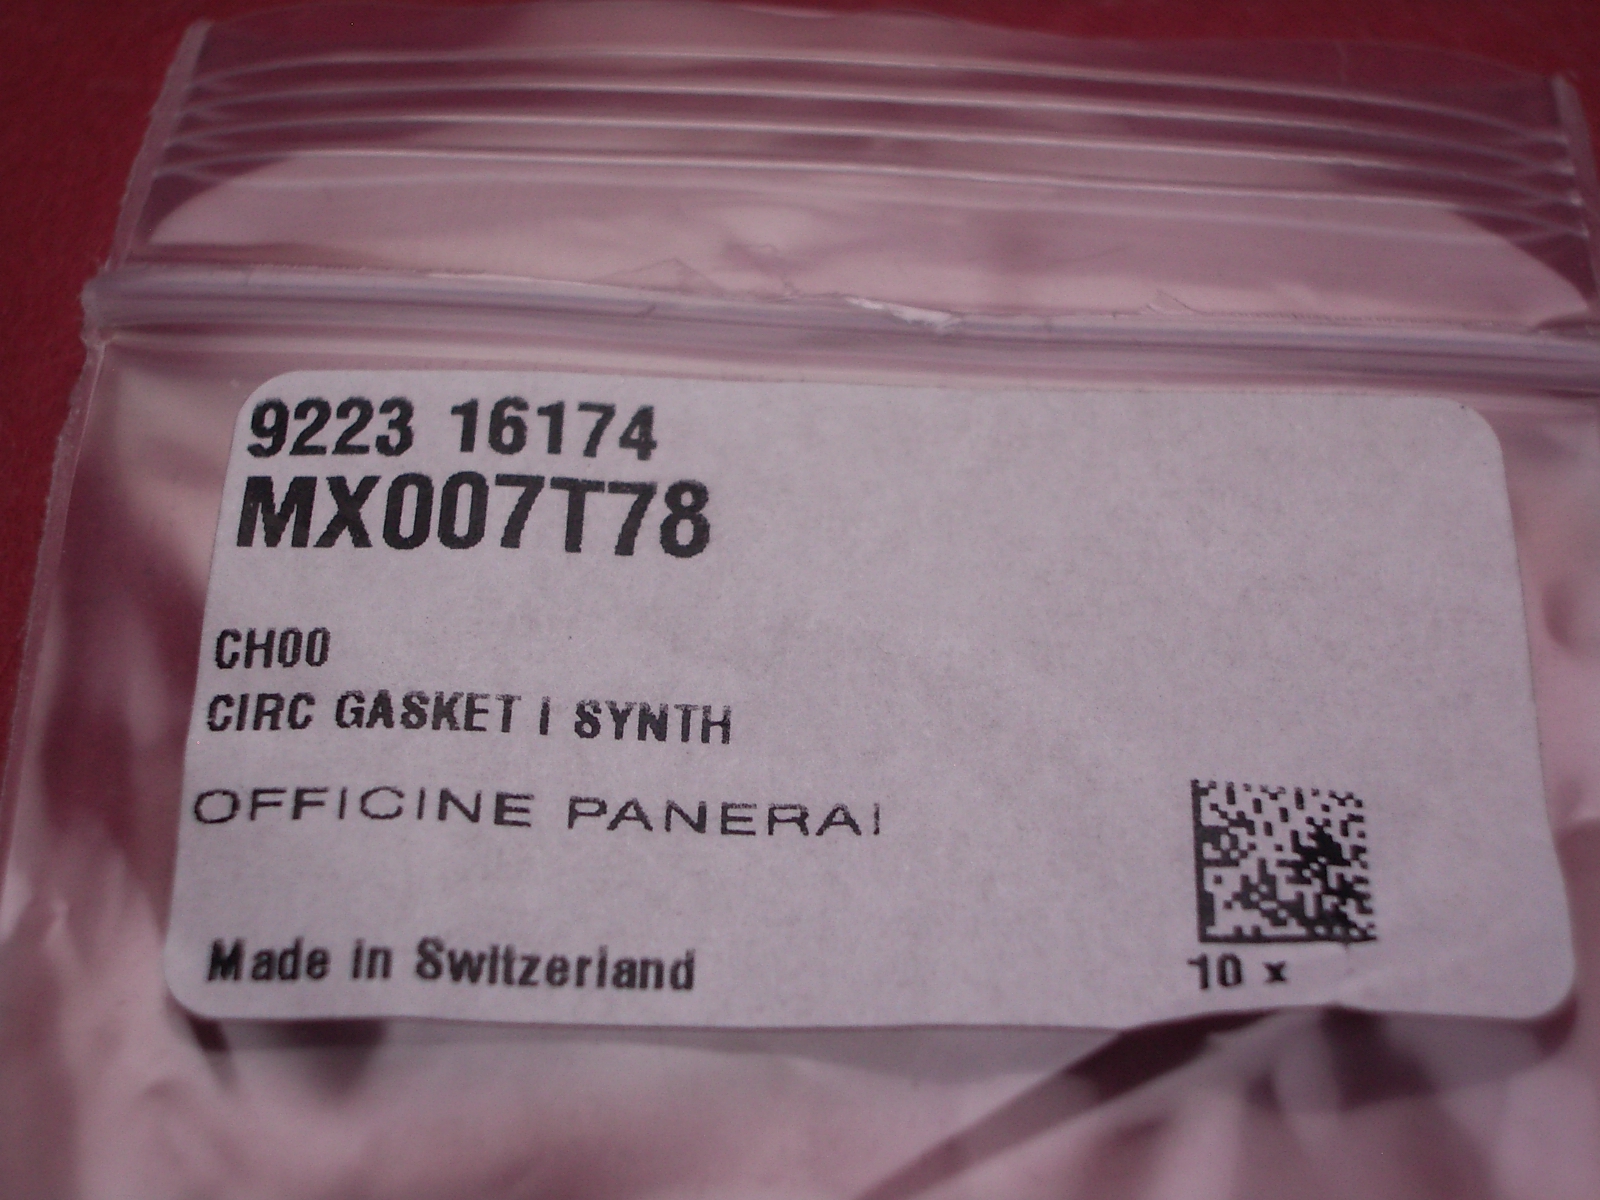 9223 16174
MX007T78
CH00
CIRC GASKET I SYNTH
OFFICINE PANERAI
Made in Switzerland
10 x